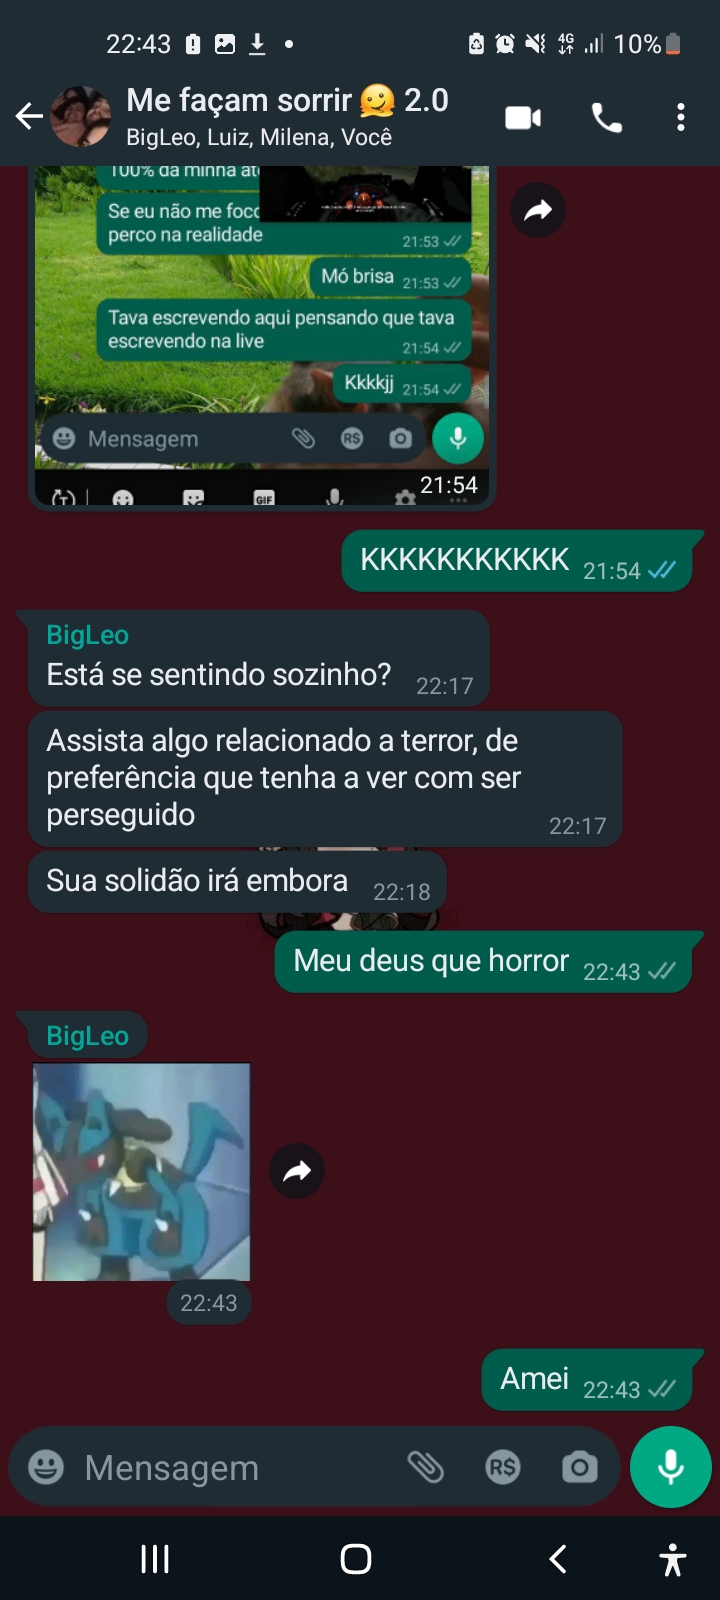 22:43
4G
10%
Me façam sorrir 🤗 2.0
BigLeo, Luiz, Milena, Você
100% da minha
Se eu não me
perco na realidade
21:53
Mó brisa 21:53
Tava escrevendo aqui pensando que tava
escrevendo na live
21:54
Kkkkjj 21:54
Mensagem
R$
GIF
21:54
KKKKKKKKKKK 21:54
BigLeo
Está se sentindo sozinho? 22:17
Assista algo relacionado a terror, de
preferência que tenha a ver com ser
perseguido
22:17
Sua solidão irá embora 22:18
Meu deus que horror 22:43
BigLeo
22:43
Amei 22:43
Mensagem
R$